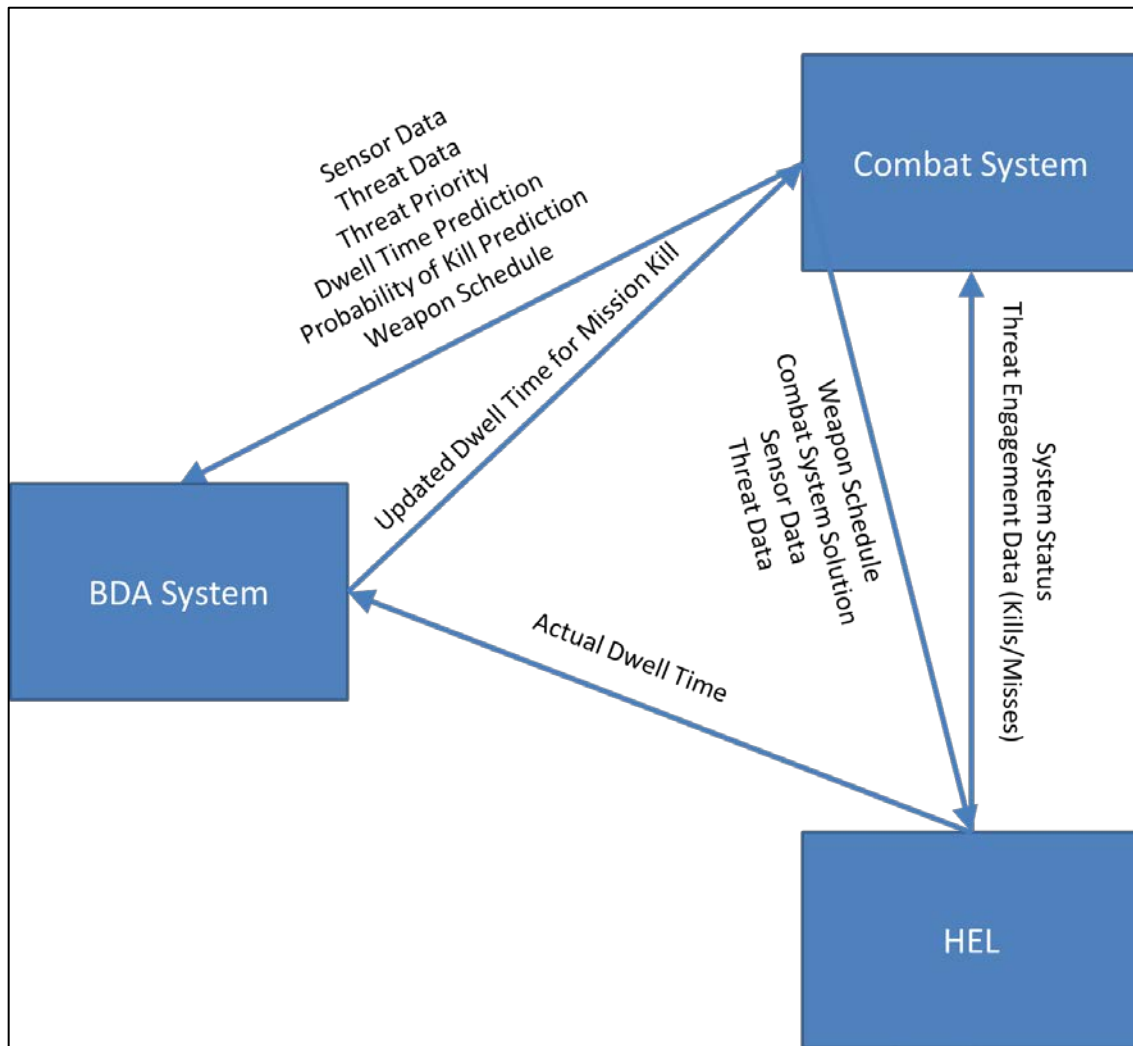 Combat System
Sensor Data
Threat Data
Threat Priority
Dwell Time Prediction
Probability of Kill Prediction
Weapon Schedule
Updated Dwell Time for Mission Kill
Weapon Schedule
Combat System Solution
Sensor Data
Threat Data
System Status
Threat Engagement Data (Kills/Misses)
BDA System
Actual Dwell Time
HEL